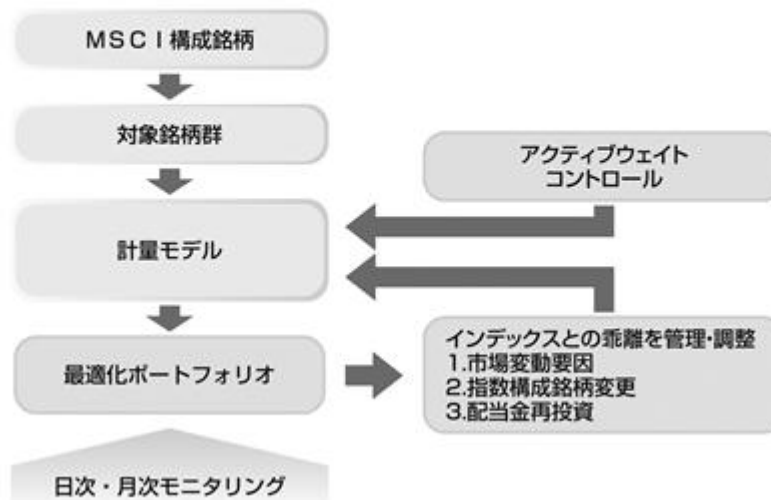 MSCI構成銘柄
対象銘柄群
アクティブウェイト
コントロール
計量モデル
最適化ポートフォリオ
インデックスとの乖離を管理・調整
1.市場変動要因
2.指数構成銘柄変更
3.配当金再投資
日次・月次モニタリング